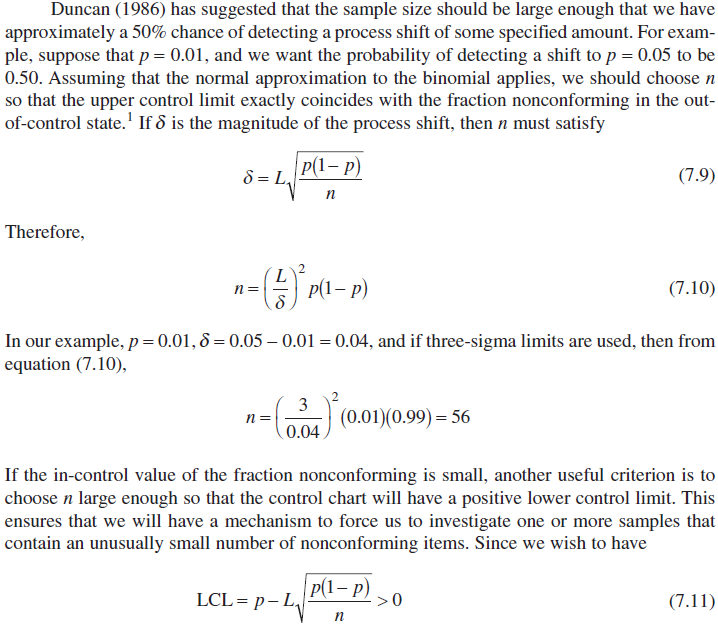 Duncan (1986) has suggested that the sample size should be large enough that we have
approximately a 50% chance of detecting a process shift of some specified amount. For exam-
ple, suppose that p = 0.01, and we want the probability of detecting a shift to p = 0.05 to be
0.50. Assuming that the normal approximation to the binomial applies, we should choose n
so that the upper control limit exactly coincides with the fraction nonconforming in the out-
of-control state.¹ If δ is the magnitude of the process shift, then n must satisfy
δ = L√(p(1 − p)/n) (7.9)
Therefore,
n = (L/δ)² p(1 − p) (7.10)
In our example, p = 0.01, δ = 0.05 − 0.01 = 0.04, and if three-sigma limits are used, then from
equation (7.10),
n = (3/0.04)² (0.01)(0.99) = 56
If the in-control value of the fraction nonconforming is small, another useful criterion is to
choose n large enough so that the control chart will have a positive lower control limit. This
ensures that we will have a mechanism to force us to investigate one or more samples that
contain an unusually small number of nonconforming items. Since we wish to have
LCL = p − L√(p(1 − p)/n) > 0 (7.11)